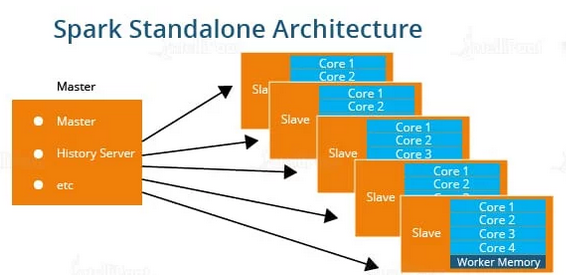 Spark Standalone Architecture
Master
Master
History Server
etc
Core 1
Core 2
Sla
Core 1
Core 2
Slave
Core 1
Core 2
Core 3
Slave
Core 1
Core 2
Slave
Core 1
Core 2
Core 3
Core 4
Slave
Worker Memory